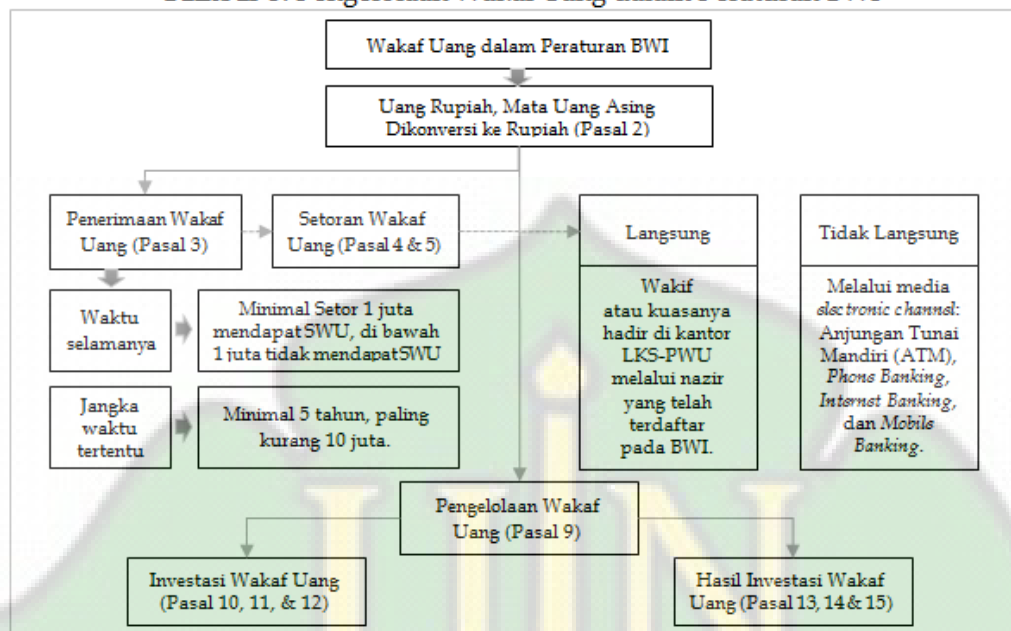 Wakaf Uang dalam Peraturan BWI
Uang Rupiah, Mata Uang Asing
Dikonversi ke Rupiah (Pasal 2)
Penerimaan Wakaf
Uang (Pasal 3)
Setoran Wakaf
Uang (Pasal 4 & 5)
Langsung
Tidak Langsung
Waktu
selamanya
Minimal Setor 1 juta
mendapat SWU, di bawah
1 juta tidak mendapat SWU
Jangka
waktu
tertentu
Minimal 5 tahun, paling
kurang 10 juta.
Wakif
atau kuasanya
hadir di kantor
LKS-PWU
melalui nazir
yang telah
terdaftar
pada BWI.
Melalui media
electronic channel:
Anjungan Tunai
Mandiri (ATM),
Phone Banking,
Internet Banking,
dan Mobile
Banking.
Pengelolaan Wakaf
Uang (Pasal 9)
Investasi Wakaf Uang
(Pasal 10, 11, & 12)
Hasil Investasi Wakaf
Uang (Pasal 13, 14 & 15)